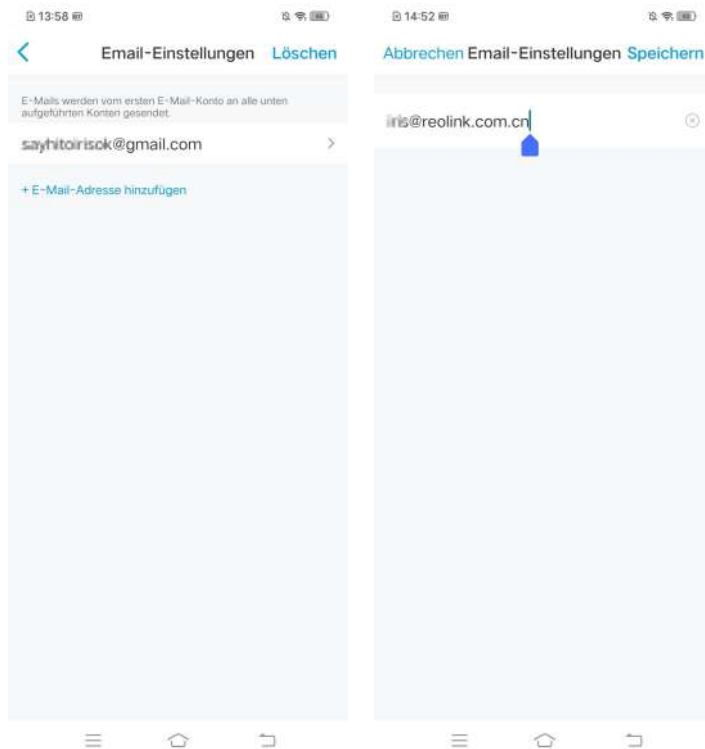 13:58
Email-Einstellungen Löschen
E-Mails werden vom ersten E-Mail-Konto an alle unten
aufgeführten Konten gesendet.
sayhitoirisok@gmail.com
+ E-Mail-Adresse hinzufügen
14:52
Abbrechen Email-Einstellungen Speichern
@reolink.com.cn